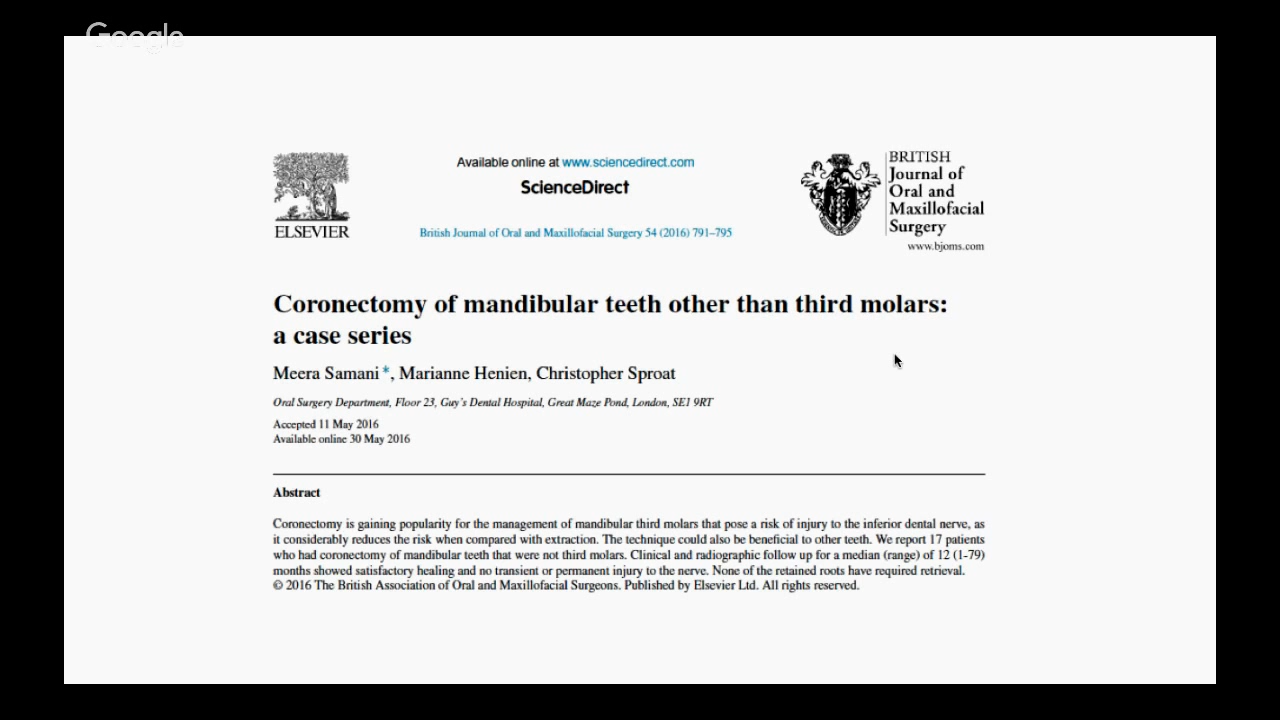 Google
ELSEVIER
Available online at www.sciencedirect.com
ScienceDirect
British Journal of Oral and Maxillofacial Surgery 54 (2016) 791–795
BRITISH
Journal of
Oral and
Maxillofacial
Surgery
www.bjoms.com
Coronectomy of mandibular teeth other than third molars:
a case series
Meera Samani*, Marianne Henien, Christopher Sproat
Oral Surgery Department, Floor 23, Guy's Dental Hospital, Great Maze Pond, London, SE1 9RT
Accepted 11 May 2016
Available online 30 May 2016
Abstract
Coronectomy is gaining popularity for the management of mandibular third molars that pose a risk of injury to the inferior dental nerve, as
it considerably reduces the risk when compared with extraction. The technique could also be beneficial to other teeth. We report 17 patients
who had coronectomy of mandibular teeth that were not third molars. Clinical and radiographic follow up for a median (range) of 12 (1-79)
months showed satisfactory healing and no transient or permanent injury to the nerve. None of the retained roots have required retrieval.
© 2016 The British Association of Oral and Maxillofacial Surgeons. Published by Elsevier Ltd. All rights reserved.